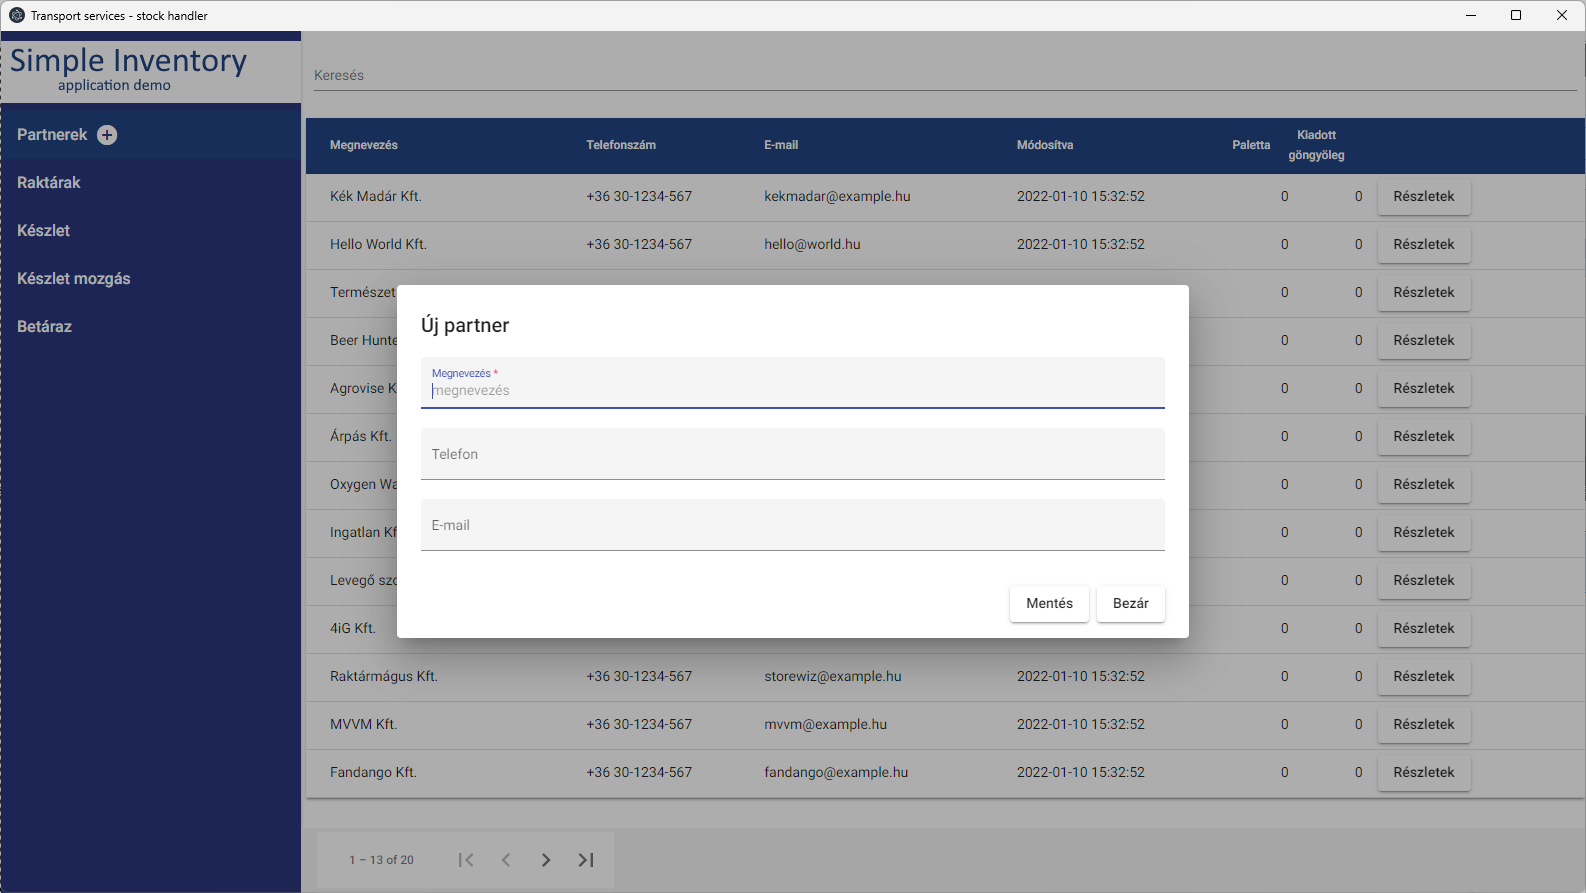 Transport services - stock handler
Simple Inventory
application demo
Partnerek
Raktárak
Készlet
Készlet mozgás
Betáraz
Keresés
Megnevezés Telefonszám E-mail Módosítva Paletta Kiadott göngyöleg
Kék Madár Kft. +36 30-1234-567 kekmadar@example.hu 2022-01-10 15:32:52 0 0 Részletek
Hello World Kft. +36 30-1234-567 hello@world.hu 2022-01-10 15:32:52 0 0 Részletek
Természet 0 0 Részletek
Beer Hunte 0 0 Részletek
Agrovise K 0 0 Részletek
Árpás Kft. 0 0 Részletek
Oxygen Wa 0 0 Részletek
Ingatlan Kf 0 0 Részletek
Levegő szo 0 0 Részletek
4iG Kft. 0 0 Részletek
Raktármágus Kft. +36 30-1234-567 storewiz@example.hu 2022-01-10 15:32:52 0 0 Részletek
MVVM Kft. +36 30-1234-567 mvvm@example.hu 2022-01-10 15:32:52 0 0 Részletek
Fandango Kft. +36 30-1234-567 fandango@example.hu 2022-01-10 15:32:52 0 0 Részletek
1 – 13 of 20
Új partner
Megnevezés *
megnevezés
Telefon
E-mail
Mentés Bezár